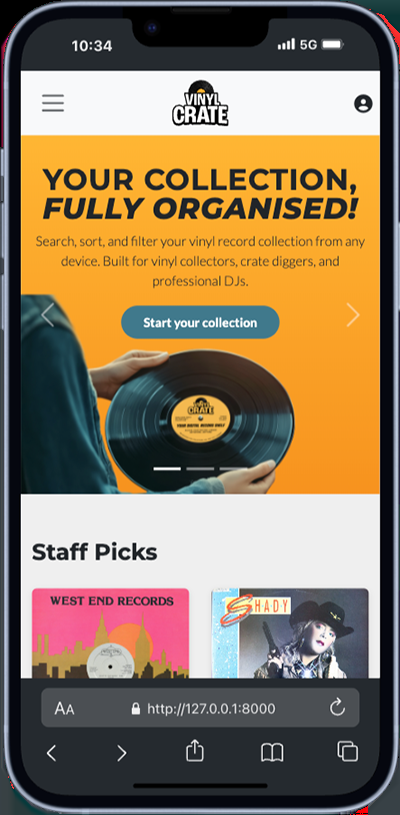 10:34
5G
VINYL
CRATE
YOUR COLLECTION,
FULLY ORGANISED!
Search, sort, and filter your vinyl record collection from any
device. Built for vinyl collectors, crate diggers, and
professional DJs.
Start your collection
VINYL
CRATE
YOUR DIGITAL RECORD SHELF
Staff Picks
WEST END RECORDS
SHADY
AA
http://127.0.0.1:8000